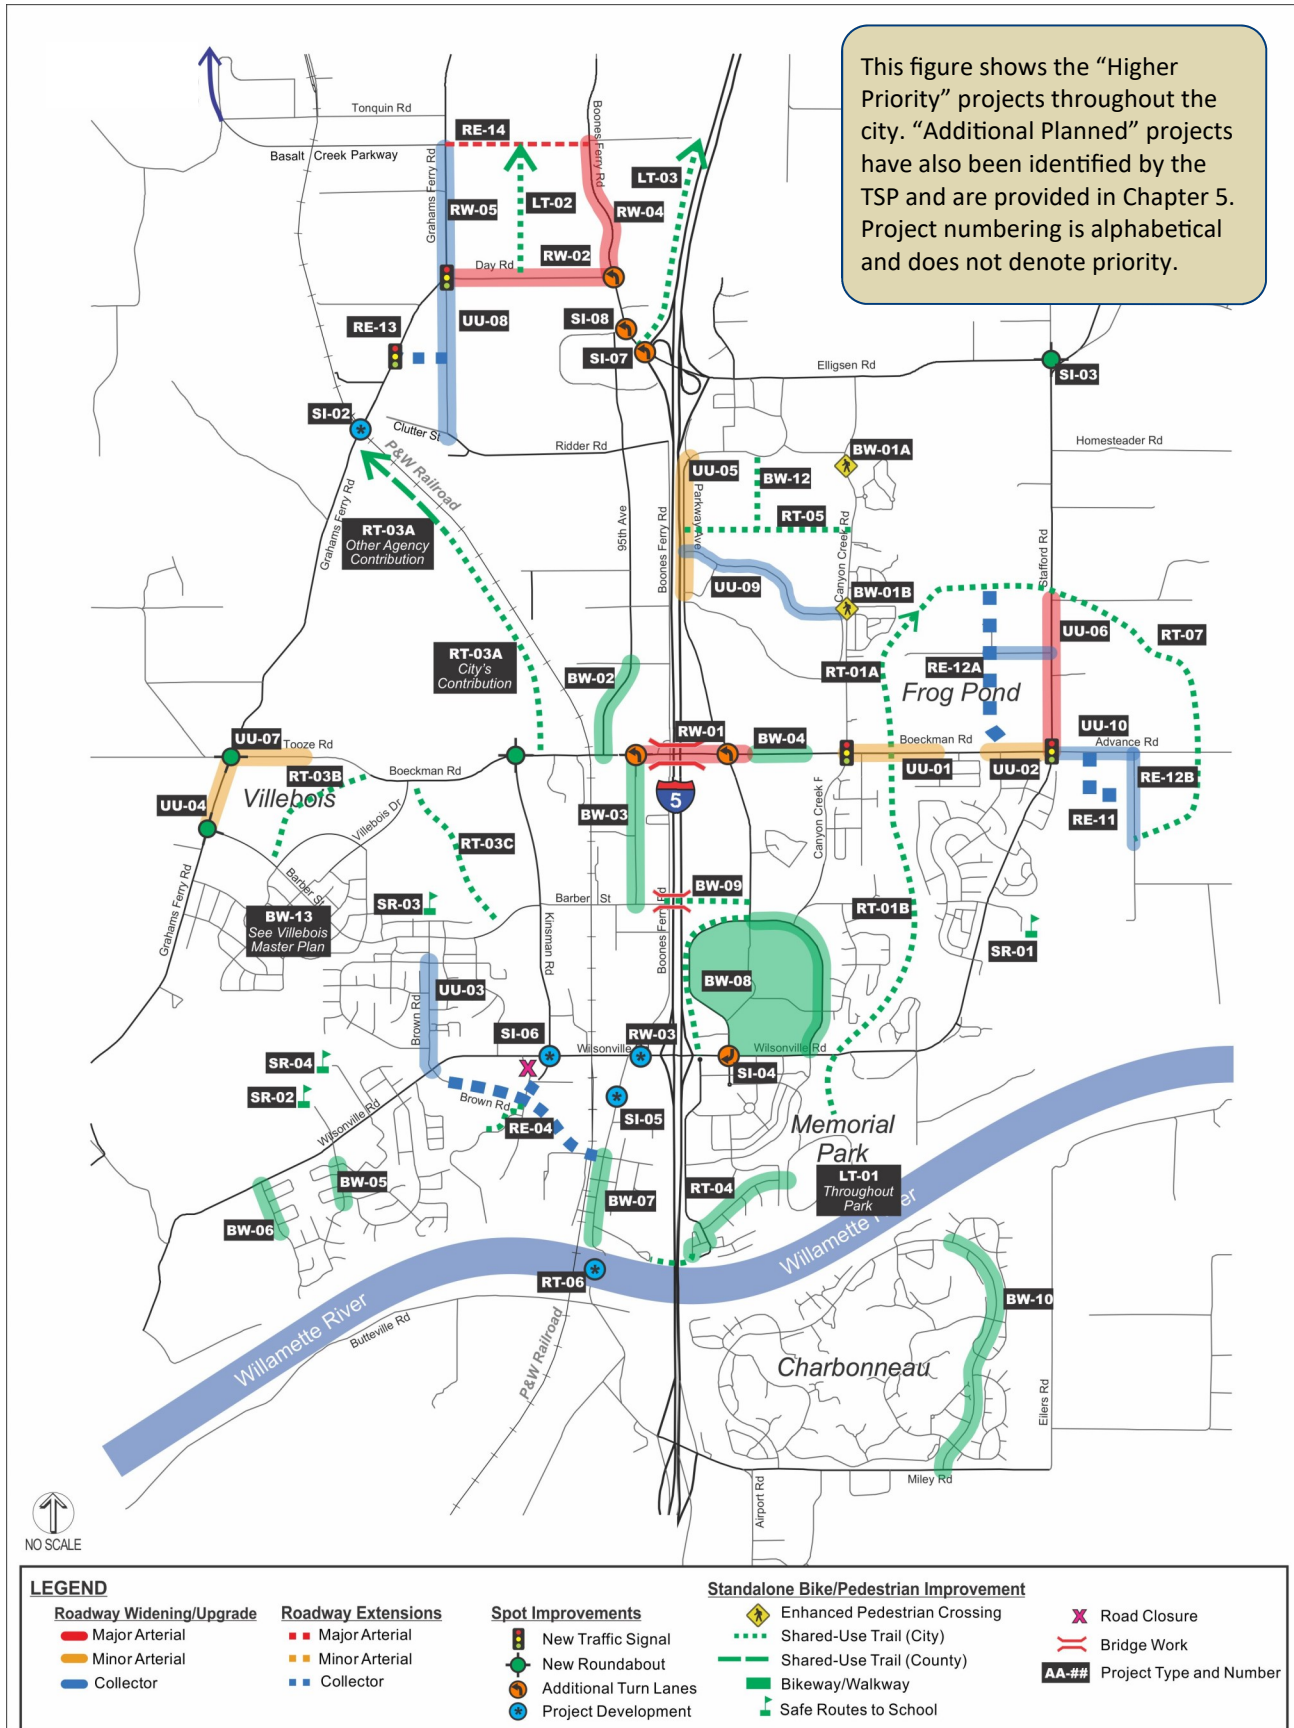 This figure shows the “Higher
Priority” projects throughout the
city. “Additional Planned” projects
have also been identified by the
TSP and are provided in Chapter 5.
Project numbering is alphabetical
and does not denote priority.
Tonquin Rd
Boones Ferry Rd
RE-14
Basalt Creek Parkway
Grahams Ferry Rd
LT-03
LT-02
RW-05
RW-04
RW-02
Day Rd
SI-08
UU-08
RE-13
SI-07
Elligsen Rd
SI-03
SI-02
Clutter St
Ridder Rd
P&W Railroad
Homesteader Rd
BW-01A
UU-05
BW-12
Parkway Ave
Grahams Ferry Rd
RT-03A
Other Agency
Contribution
95th Ave
Boones Ferry Rd
RT-05
Canyon Creek Rd
Stafford Rd
UU-09
BW-01B
UU-06
RT-07
RT-03A
City's
Contribution
BW-02
RT-01A
RE-12A
Frog Pond
UU-07
Tooze Rd
RW-01
BW-04
Boeckman Rd
UU-10
Advance Rd
RT-03B
Boeckman Rd
UU-01
UU-02
RE-12B
Villebois
5
UU-04
BW-03
Villebois Dr
Canyon Creek R
RE-11
RT-03C
Barber St
BW-09
SR-03
Barber St
Grahams Ferry Rd
BW-13
See Villebois
Master Plan
RT-01B
Kinsman Rd
Boones Ferry Rd
SR-01
BW-08
UU-03
Brown Rd
SI-06
RW-03
Wilsonville
Wilsonville Rd
SR-04
SI-04
SR-02
Brown Rd
SI-05
Wilsonville Rd
RE-04
Memorial
Park
BW-05
RT-04
LT-01
Throughout
Park
BW-07
BW-06
Willamette River
RT-06
BW-10
Willamette River
Butteville Rd
P&W Railroad
Charbonneau
Eilers Rd
Miley Rd
Airport Rd
NO SCALE
LEGEND
Roadway Widening/Upgrade
Major Arterial
Minor Arterial
Collector
Roadway Extensions
Major Arterial
Minor Arterial
Collector
Spot Improvements
New Traffic Signal
New Roundabout
Additional Turn Lanes
Project Development
Standalone Bike/Pedestrian Improvement
Enhanced Pedestrian Crossing
Shared-Use Trail (City)
Shared-Use Trail (County)
Bikeway/Walkway
Safe Routes to School
Road Closure
Bridge Work
AA-## Project Type and Number